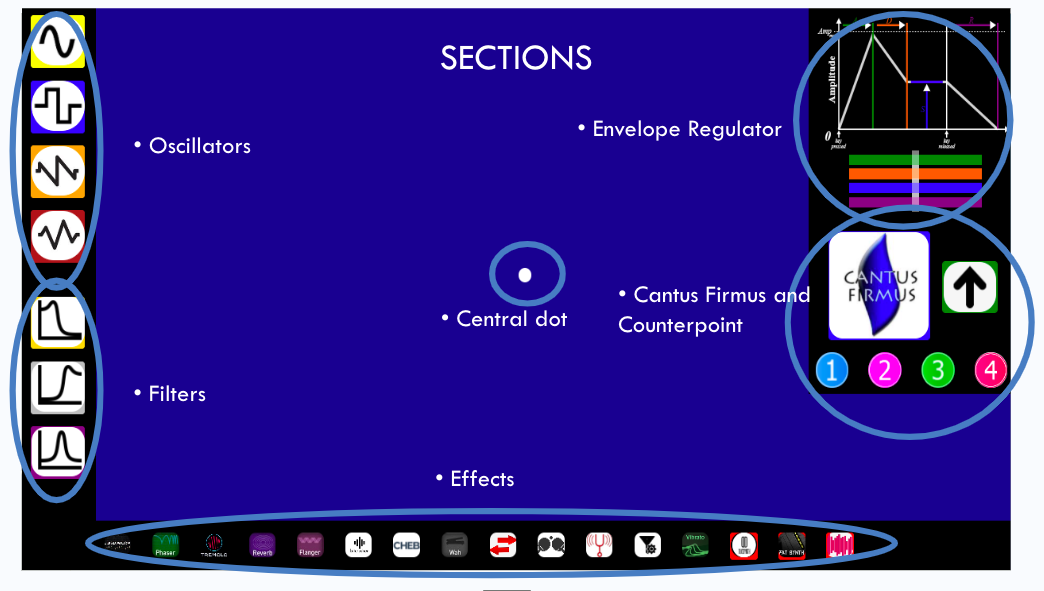 SECTIONS
• Oscillators
• Envelope Regulator
Amp
Amplitude
0
key
pressed
key
released
CANTUS
FIRMUS
• Cantus Firmus and
Counterpoint
• Central dot
1 2 3 4
• Filters
• Effects
Phaser
TREMOLO
Reverb
Flanger
CHEB
Wah
Vibrato
FAT SYNTH